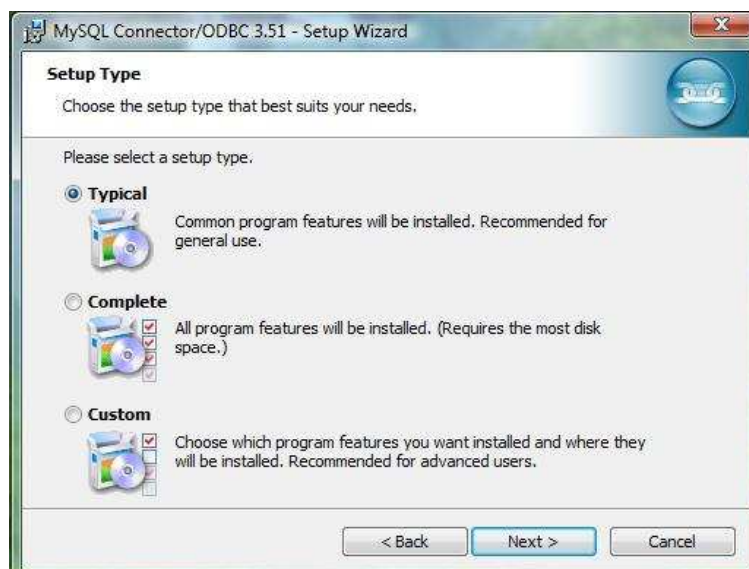 MySQL Connector/ODBC 3.51 - Setup Wizard
Setup Type
Choose the setup type that best suits your needs.
Please select a setup type.
Typical
Common program features will be installed. Recommended for
general use.
Complete
All program features will be installed. (Requires the most disk
space.)
Custom
Choose which program features you want installed and where they
will be installed. Recommended for advanced users.
< Back
Next >
Cancel